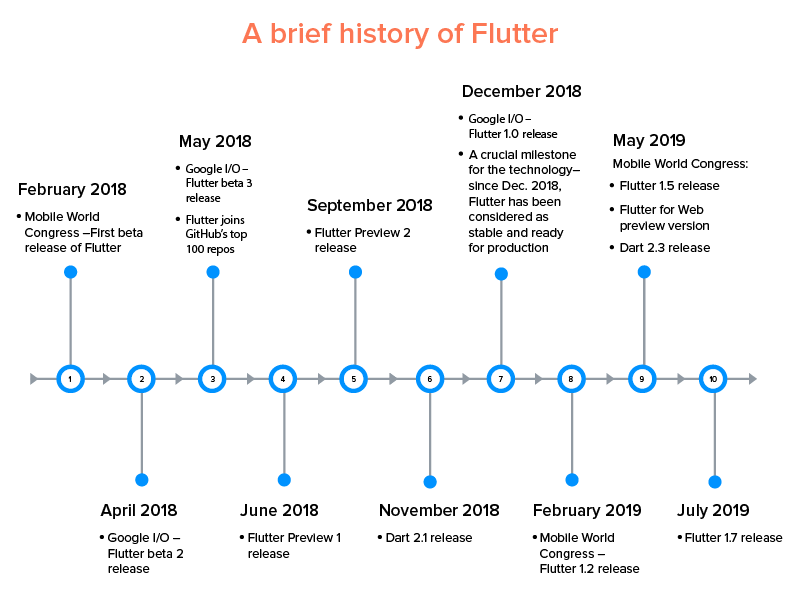 A brief history of Flutter
February 2018
• Mobile World
Congress –First beta
release of Flutter
May 2018
• Google I/O –
Flutter beta 3
release
• Flutter joins
GitHub's top
100 repos
September 2018
• Flutter Preview 2
release
December 2018
• Google I/O –
Flutter 1.0 release
• A crucial milestone
for the technology–
since Dec. 2018,
Flutter has been
considered as
stable and ready
for production
May 2019
Mobile World Congress:
• Flutter 1.5 release
• Flutter for Web
preview version
• Dart 2.3 release
1 2 3 4 5 6 7 8 9 10
April 2018
• Google I/O –
Flutter beta 2
release
June 2018
• Flutter Preview 1
release
November 2018
• Dart 2.1 release
February 2019
• Mobile World
Congress –
Flutter 1.2 release
July 2019
• Flutter 1.7 release